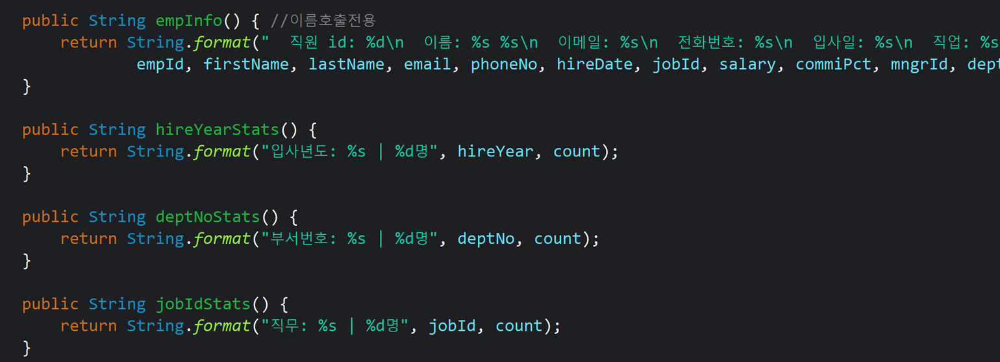 public String empInfo() { //이름호출전용
return String.format("  직원 id: %d\n  이름: %s %s\n  이메일: %s\n  전화번호: %s\n  입사일: %s\n  직업: %s
empId, firstName, lastName, email, phoneNo, hireDate, jobId, salary, commiPct, mngrId, dept
}
public String hireYearStats() {
return String.format("입사년도: %s | %d명", hireYear, count);
}
public String deptNoStats() {
return String.format("부서번호: %s | %d명", deptNo, count);
}
public String jobIdStats() {
return String.format("직무: %s | %d명", jobId, count);
}